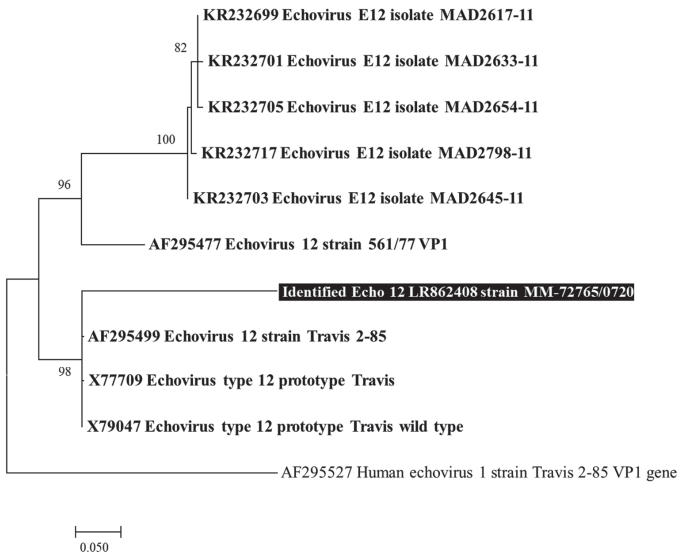 KR232699 Echovirus E12 isolate MAD2617-11
82
KR232701 Echovirus E12 isolate MAD2633-11
KR232705 Echovirus E12 isolate MAD2654-11
100
KR232717 Echovirus E12 isolate MAD2798-11
96
KR232703 Echovirus E12 isolate MAD2645-11
AF295477 Echovirus 12 strain 561/77 VP1
Identified Echo 12 LR862408 strain MM-72765/0720
AF295499 Echovirus 12 strain Travis 2-85
98
X77709 Echovirus type 12 prototype Travis
X79047 Echovirus type 12 prototype Travis wild type
AF295527 Human echovirus 1 strain Travis 2-85 VP1 gene
0.050